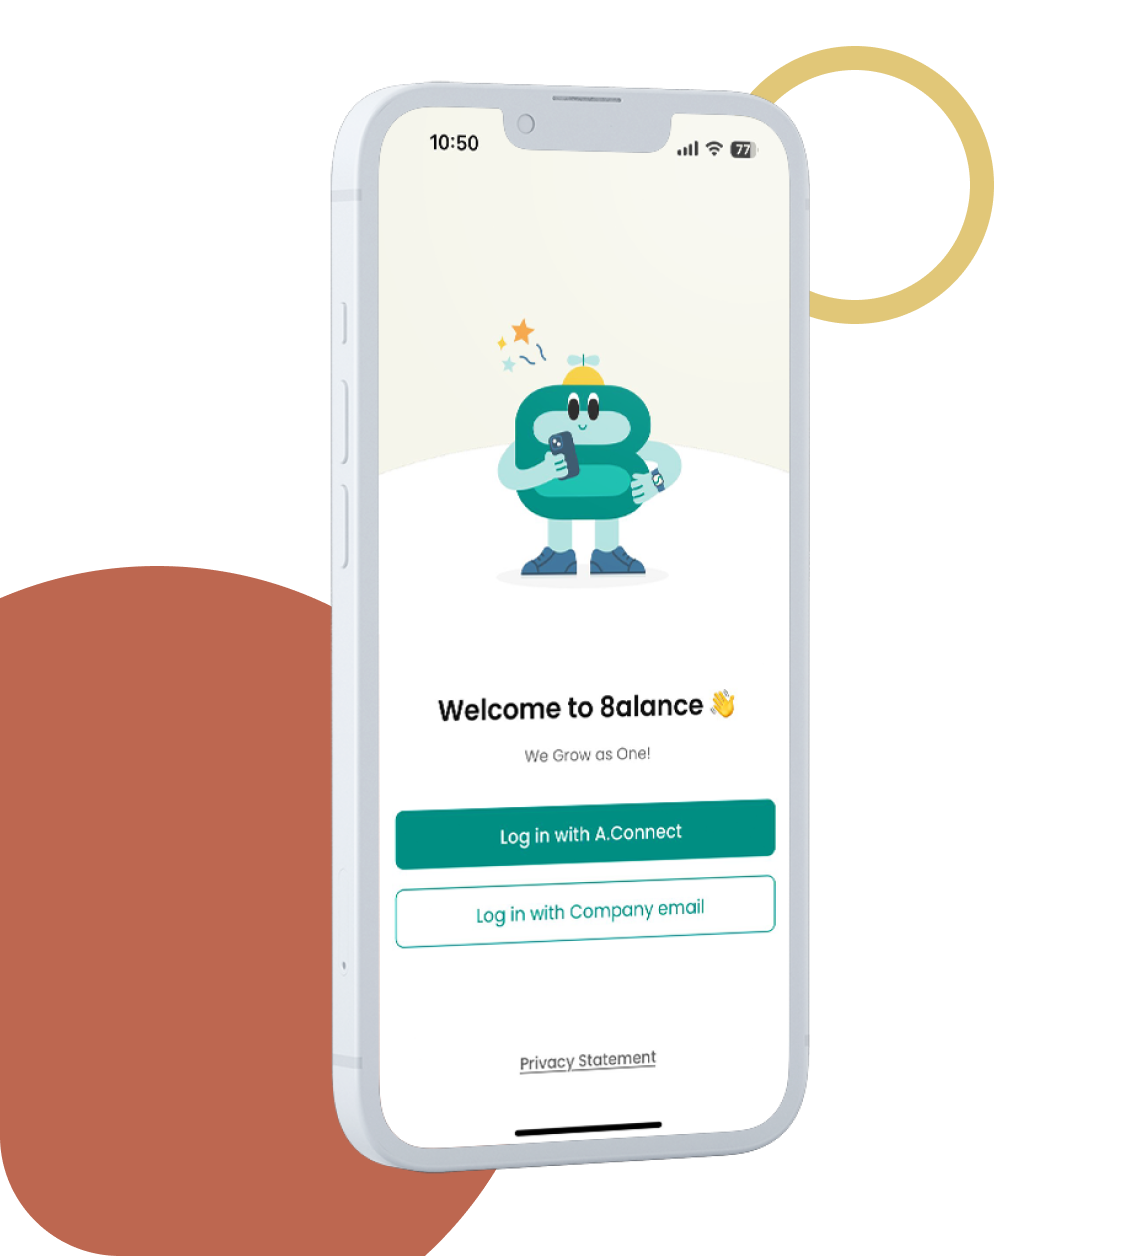 10:50
77
Welcome to 8alance 👋
We Grow as One!
Log in with A.Connect
Log in with Company email
Privacy Statement